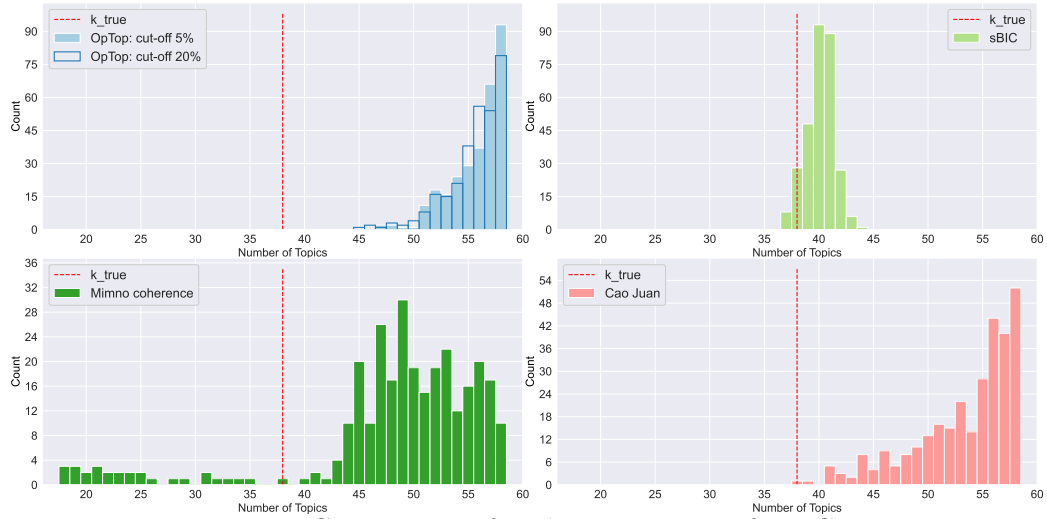 k_true
OpTop: cut-off 5%
OpTop: cut-off 20%
Count
90
75
60
45
30
15
0
20 25 30 35 40 45 50 55 60
Number of Topics
k_true
sBIC
Count
90
75
60
45
30
15
0
20 25 30 35 40 45 50 55 60
Number of Topics
k_true
Mimno coherence
Count
36
32
28
24
20
16
12
8
4
0
20 25 30 35 40 45 50 55 60
Number of Topics
k_true
Cao Juan
Count
54
48
42
36
30
24
18
12
6
0
20 25 30 35 40 45 50 55 60
Number of Topics